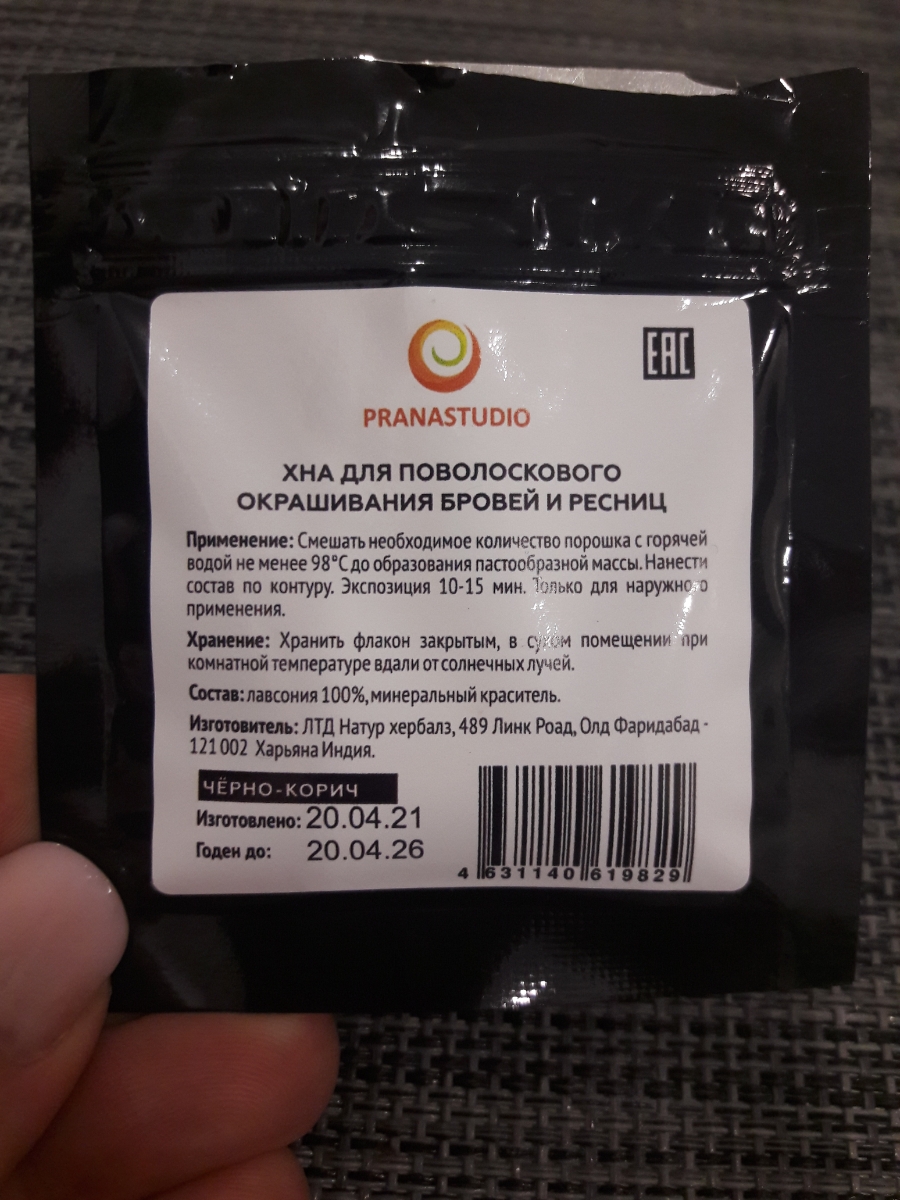 EAC
PRANASTUDIO
ХНА ДЛЯ ПОВОЛОСКОВОГО
ОКРАШИВАНИЯ БРОВЕЙ И РЕСНИЦ
Применение: Смешать необходимое количество порошка с горячей
водой не менее 98°С до образования пастообразной массы. Нанести
состав по контуру. Экспозиция 10-15 мин. Только для наружного
применения.
Хранение: Хранить флакон закрытым, в сухом помещении при
комнатной температуре вдали от солнечных лучей.
Состав: лавсония 100%, минеральный краситель.
Изготовитель: ЛТД Натур хербалз, 489 Линк Роад, Олд Фаридабад -
121 002 Харьяна Индия.
ЧЁРНО-КОРИЧ
Изготовлено: 20.04.21
Годен до: 20.04.26
4 631140 619829